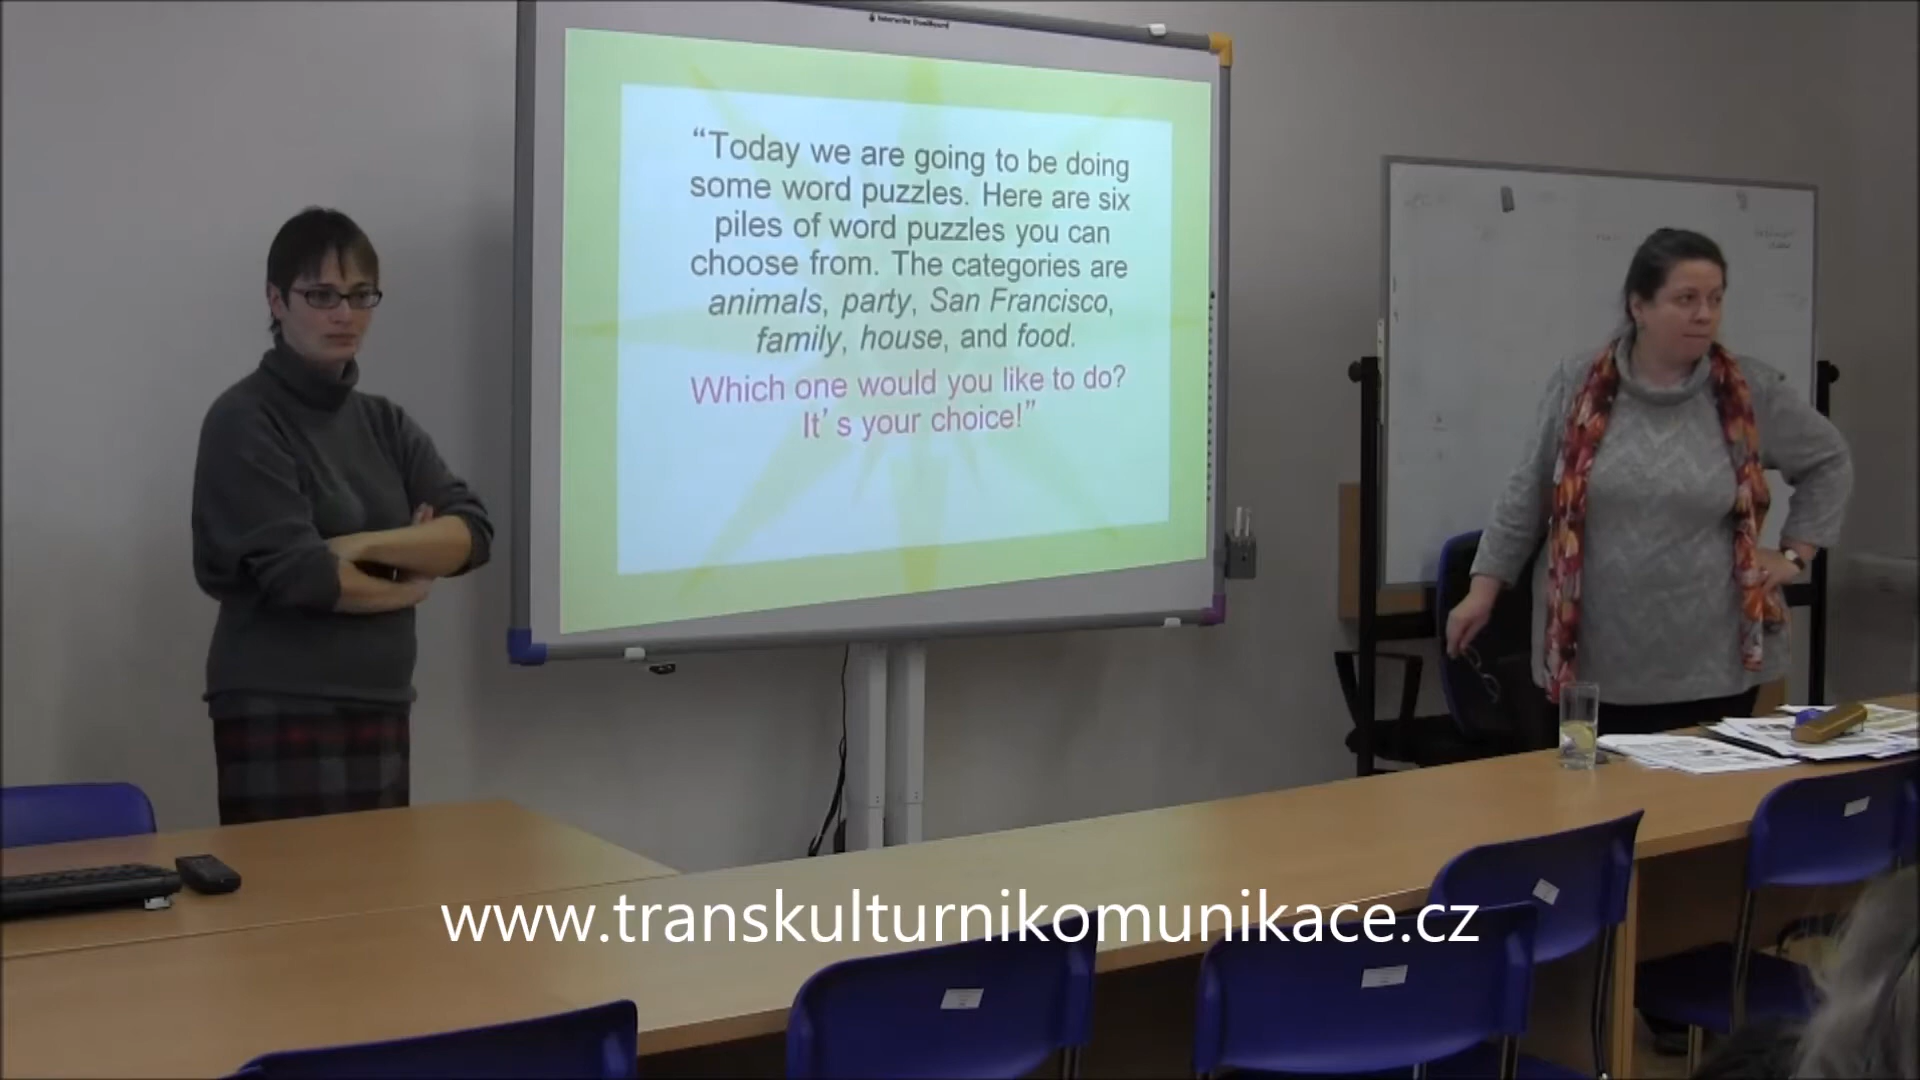 Interwrite DualBoard
“Today we are going to be doing
some word puzzles. Here are six
piles of word puzzles you can
choose from. The categories are
animals, party, San Francisco,
family, house, and food.
Which one would you like to do?
It’ s your choice!”
www.transkulturnikomunikace.cz